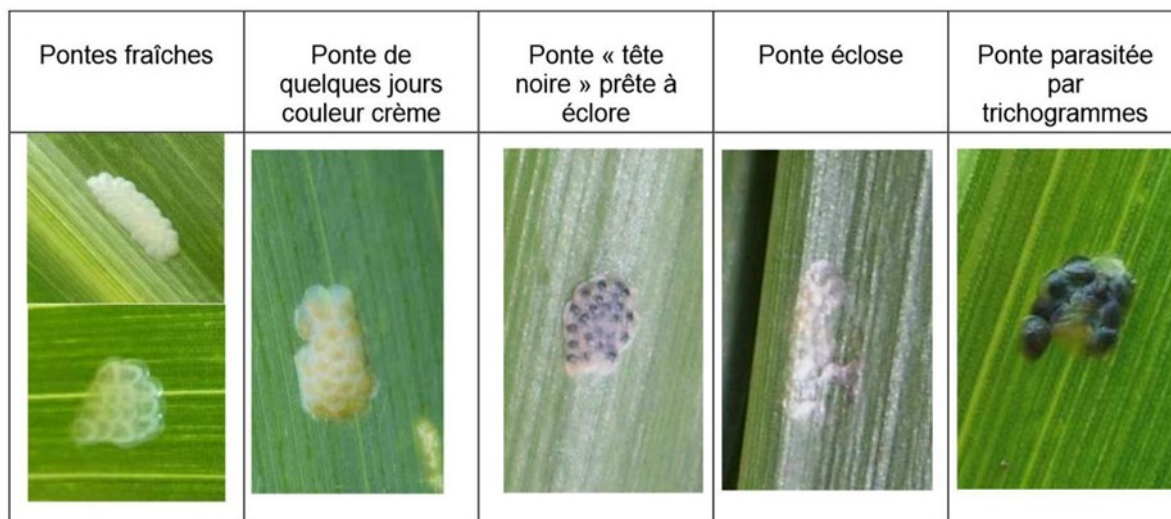 Pontes fraîches
Ponte de
quelques jours
couleur crème
Ponte « tête
noire » prête à
éclore
Ponte éclose
Ponte parasitée
par
trichogrammes